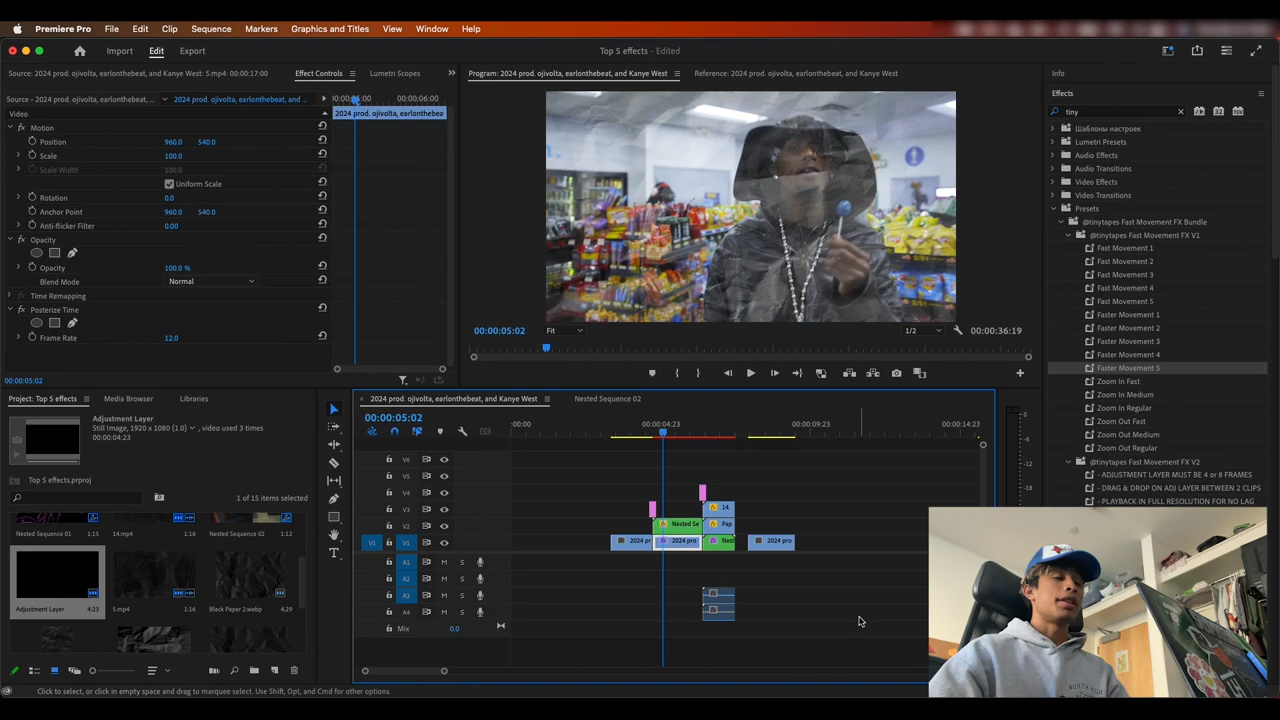 Premiere Pro File Edit Clip Sequence Markers Graphics and Titles View Window Help
Import Edit Export
Top 5 effects - Edited
Source: 2024 prod. ojivolta, earlonthebeat, and Kanye West: S.mp4: 00:00:17:00
Effect Controls
Lumetri Scopes
Source - 2024 prod. ojivolta, earlonthebeat, ...
2024 prod. ojivolta, earlonthebeat, and ...
00:00:06:00
Video
2024 prod. ojivolta, earlonthebea
fx Motion
Position 960.0 540.0
Scale 100.0
Scale Width 100.0
Uniform Scale
Rotation 0.0
Anchor Point 960.0 540.0
Anti-flicker Filter 0.00
fx Opacity
Opacity 100.0 %
Blend Mode Normal
fx Time Remapping
fx Posterize Time
Frame Rate 12.0
00:00:05:02
Program: 2024 prod. ojivolta, earlonthebeat, and Kanye West
Reference: 2024 prod. ojivolta, earlonthebeat, and Kanye West
00:00:05:02
Fit
1/2
00:00:36:19
Info
Effects
tiny
Шаблоны настроек
Lumetri Presets
Audio Effects
Audio Transitions
Video Effects
Video Transitions
Presets
@tinytapes Fast Movement FX Bundle
@tinytapes Fast Movement FX V1
Fast Movement 1
Fast Movement 2
Fast Movement 3
Fast Movement 4
Fast Movement 5
Faster Movement 1
Faster Movement 2
Faster Movement 3
Faster Movement 4
Faster Movement 5
Zoom In Fast
Zoom In Medium
Zoom In Regular
Zoom Out Fast
Zoom Out Medium
Zoom Out Regular
@tinytapes Fast Movement FX V2
- ADJUSTMENT LAYER MUST BE 4 or 8 FRAMES
- DRAG & DROP ON ADJ LAYER BETWEEN 2 CLIPS
- PLAYBACK IN FULL RESOLUTION FOR NO LAG
Project: Top 5 effects
Media Browser
Libraries
Adjustment Layer
Still Image, 1920 x 1080 (1.0) , video used 3 times
00:00:04:23
Top 5 effects.prproj
1 of 15 items selected
Nested Sequence 01 1:15
14.mp4 1:16
Nested Sequence 02 1:12
Adjustment Layer 4:23
5.mp4 1:16
Black Paper 2.webp 4;29
2024 prod. ojivolta, earlonthebeat, and Kanye West
Nested Sequence 02
00:00:05:02
:00:00
00:00:04:23
00:00:09:23
00:00:14:23
V6
V5
V4
V3 14.
V2 Nested Se Pap
V1 V1 2024 pr 2024 pro Nest 2024 pro
A1 M S
A2 M S
A3 M S
A4 M S
Mix 0.0
0
-6
-12
-18
Click to select, or click in empty space and drag to marquee select. Use Shift, Opt, and Cmd for other options.